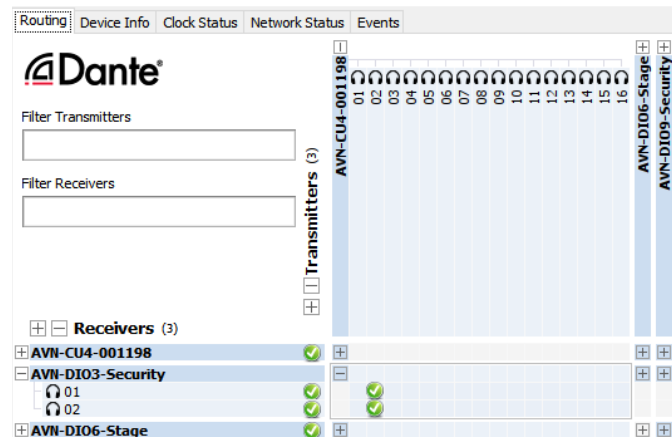 Routing Device Info Clock Status Network Status Events
Dante®
Filter Transmitters
Filter Receivers
Transmitters (3)
AVN-CU4-001198
01 02 03 04 05 06 07 08 09 10 11 12 13 14 15 16
AVN-DIO6-Stage
AVN-DIO9-Security
Receivers (3)
AVN-CU4-001198
AVN-DIO3-Security
01
02
AVN-DIO6-Stage